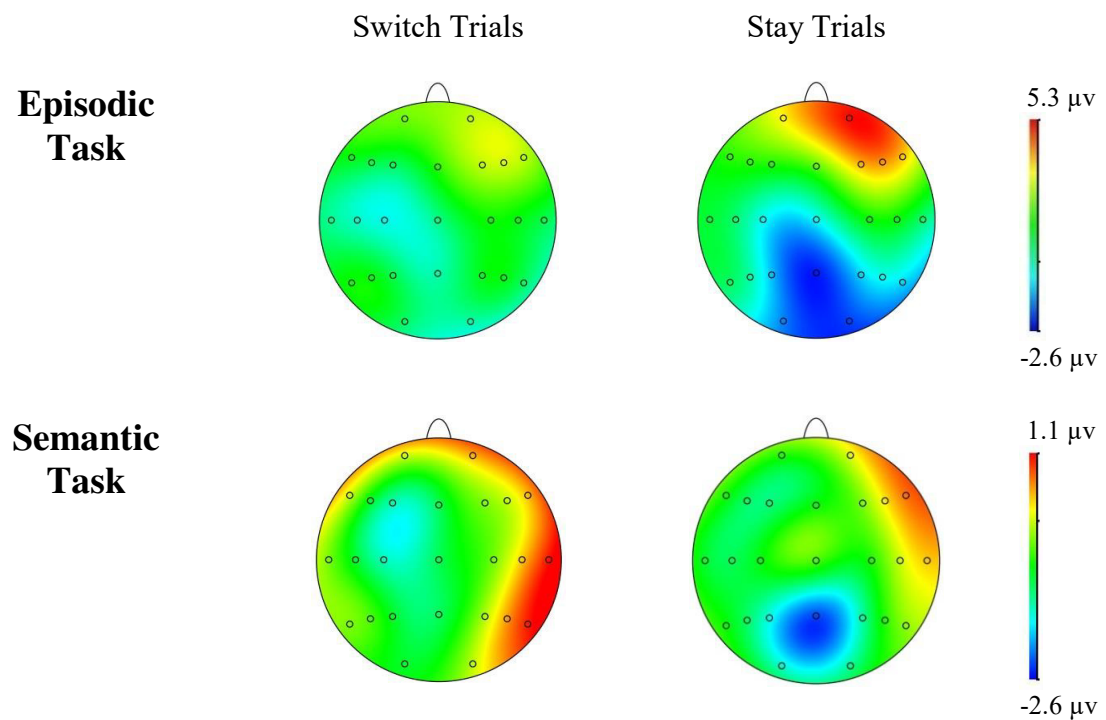 Switch Trials
Stay Trials
Episodic
Task
5.3 µv
-2.6 µv
Semantic
Task
1.1 µv
-2.6 µv